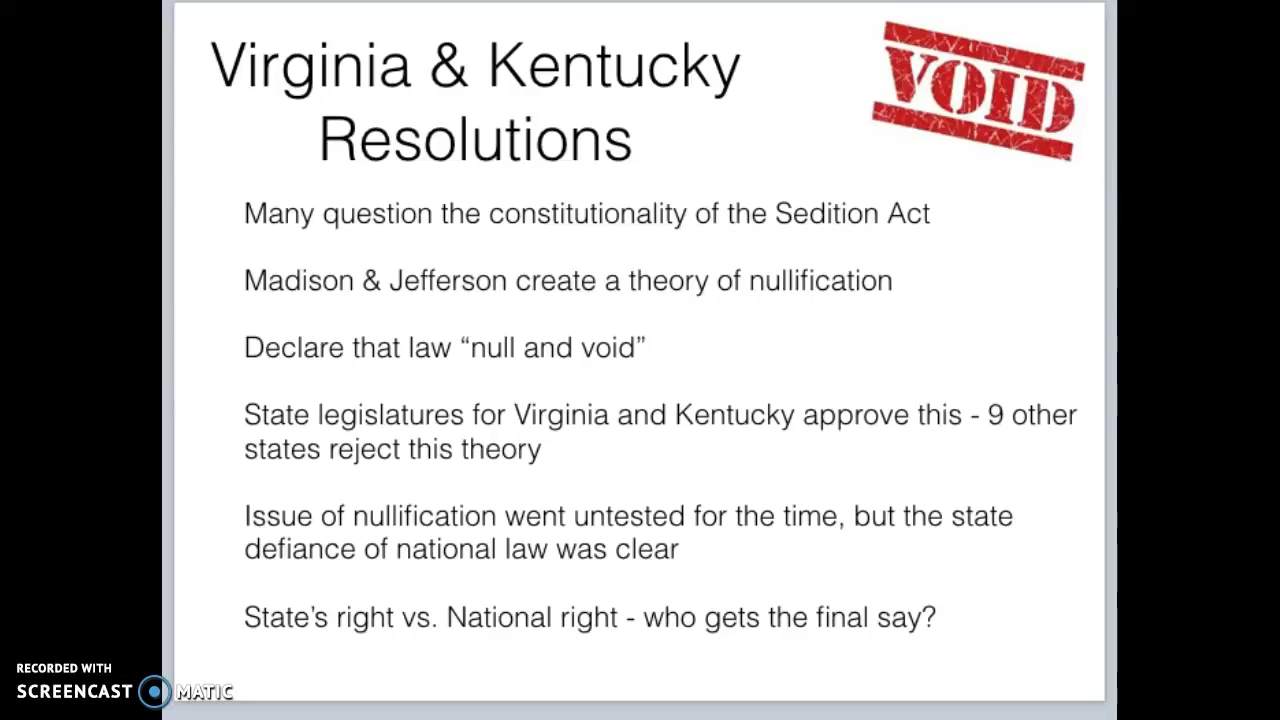 Virginia & Kentucky
Resolutions
VOID
Many question the constitutionality of the Sedition Act
Madison & Jefferson create a theory of nullification
Declare that law “null and void”
State legislatures for Virginia and Kentucky approve this - 9 other
states reject this theory
Issue of nullification went untested for the time, but the state
defiance of national law was clear
State’s right vs. National right - who gets the final say?
RECORDED WITH
SCREENCAST MATIC